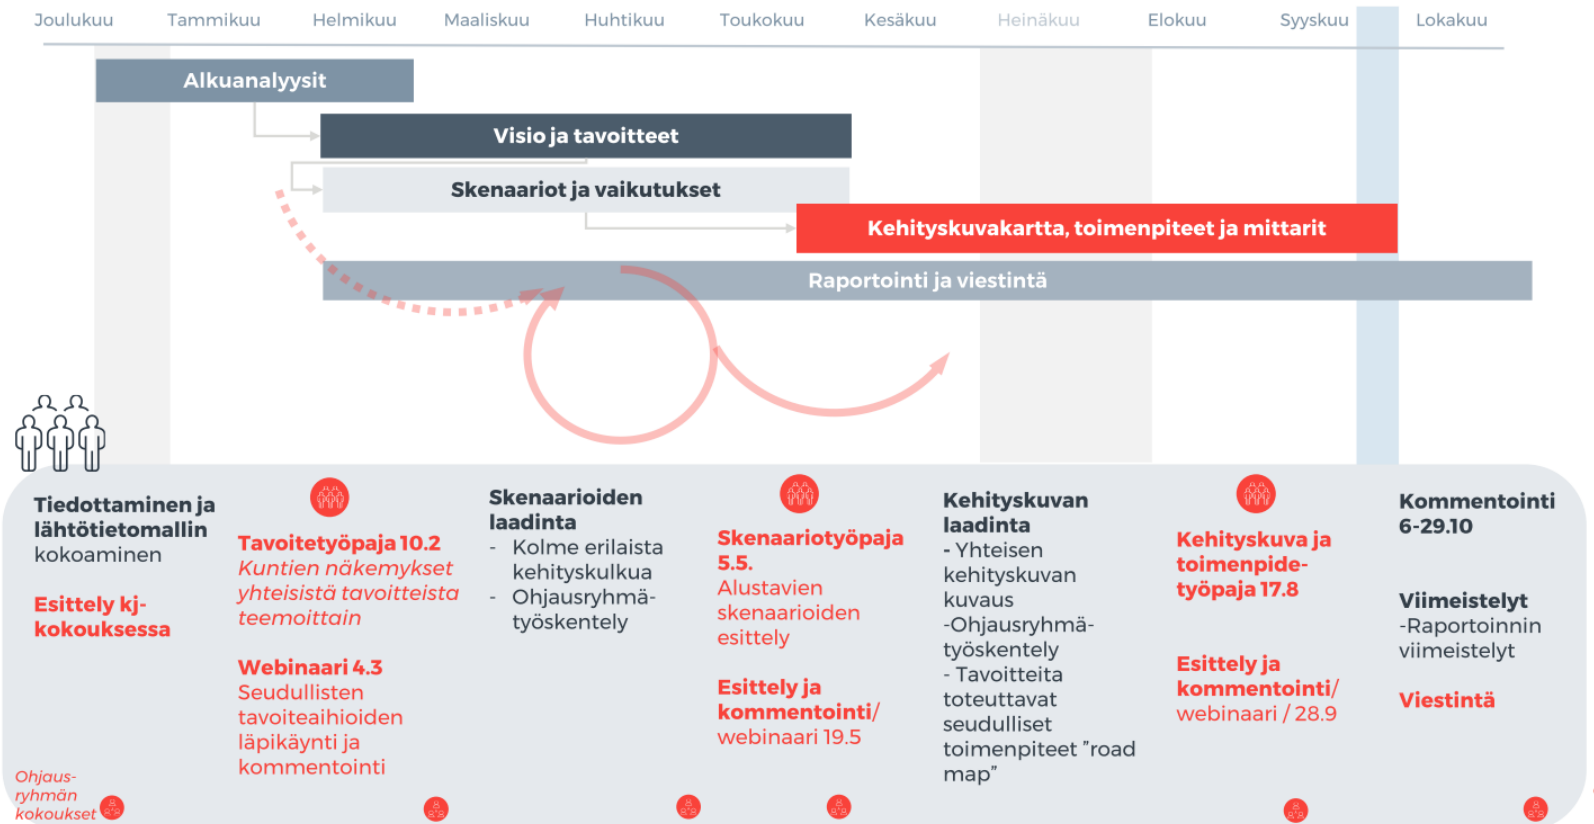 Joulukuu Tammikuu Helmikuu Maaliskuu Huhtikuu Toukokuu Kesäkuu Heinäkuu Elokuu Syyskuu Lokakuu
Alkuanalyysit
Visio ja tavoitteet
Skenaariot ja vaikutukset
Kehityskuvakartta, toimenpiteet ja mittarit
Raportointi ja viestintä
Tiedottaminen ja
lähtötietomallin
kokoaminen
Esittely kj-
kokouksessa
Tavoitetyöpaja 10.2
Kuntien näkemykset
yhteisistä tavoitteista
teemoittain
Webinaari 4.3
Seudullisten
tavoiteaihioiden
läpikäynti ja
kommentointi
Skenaarioiden
laadinta
- Kolme erilaista
kehityskulkua
- Ohjausryhmä-
työskentely
Skenaariotyöpaja
5.5.
Alustavien
skenaarioiden
esittely
Esittely ja
kommentointi/
webinaari 19.5
Kehityskuvan
laadinta
- Yhteisen
kehityskuvan
kuvaus
-Ohjausryhmä-
työskentely
- Tavoitteita
toteuttavat
seudulliset
toimenpiteet ”road
map”
Kehityskuva ja
toimenpide-
työpaja 17.8
Esittely ja
kommentointi/
webinaari / 28.9
Kommentointi
6-29.10
Viimeistelyt
-Raportoinnin
viimeistelyt
Viestintä
Ohjaus-
ryhmän
kokoukset